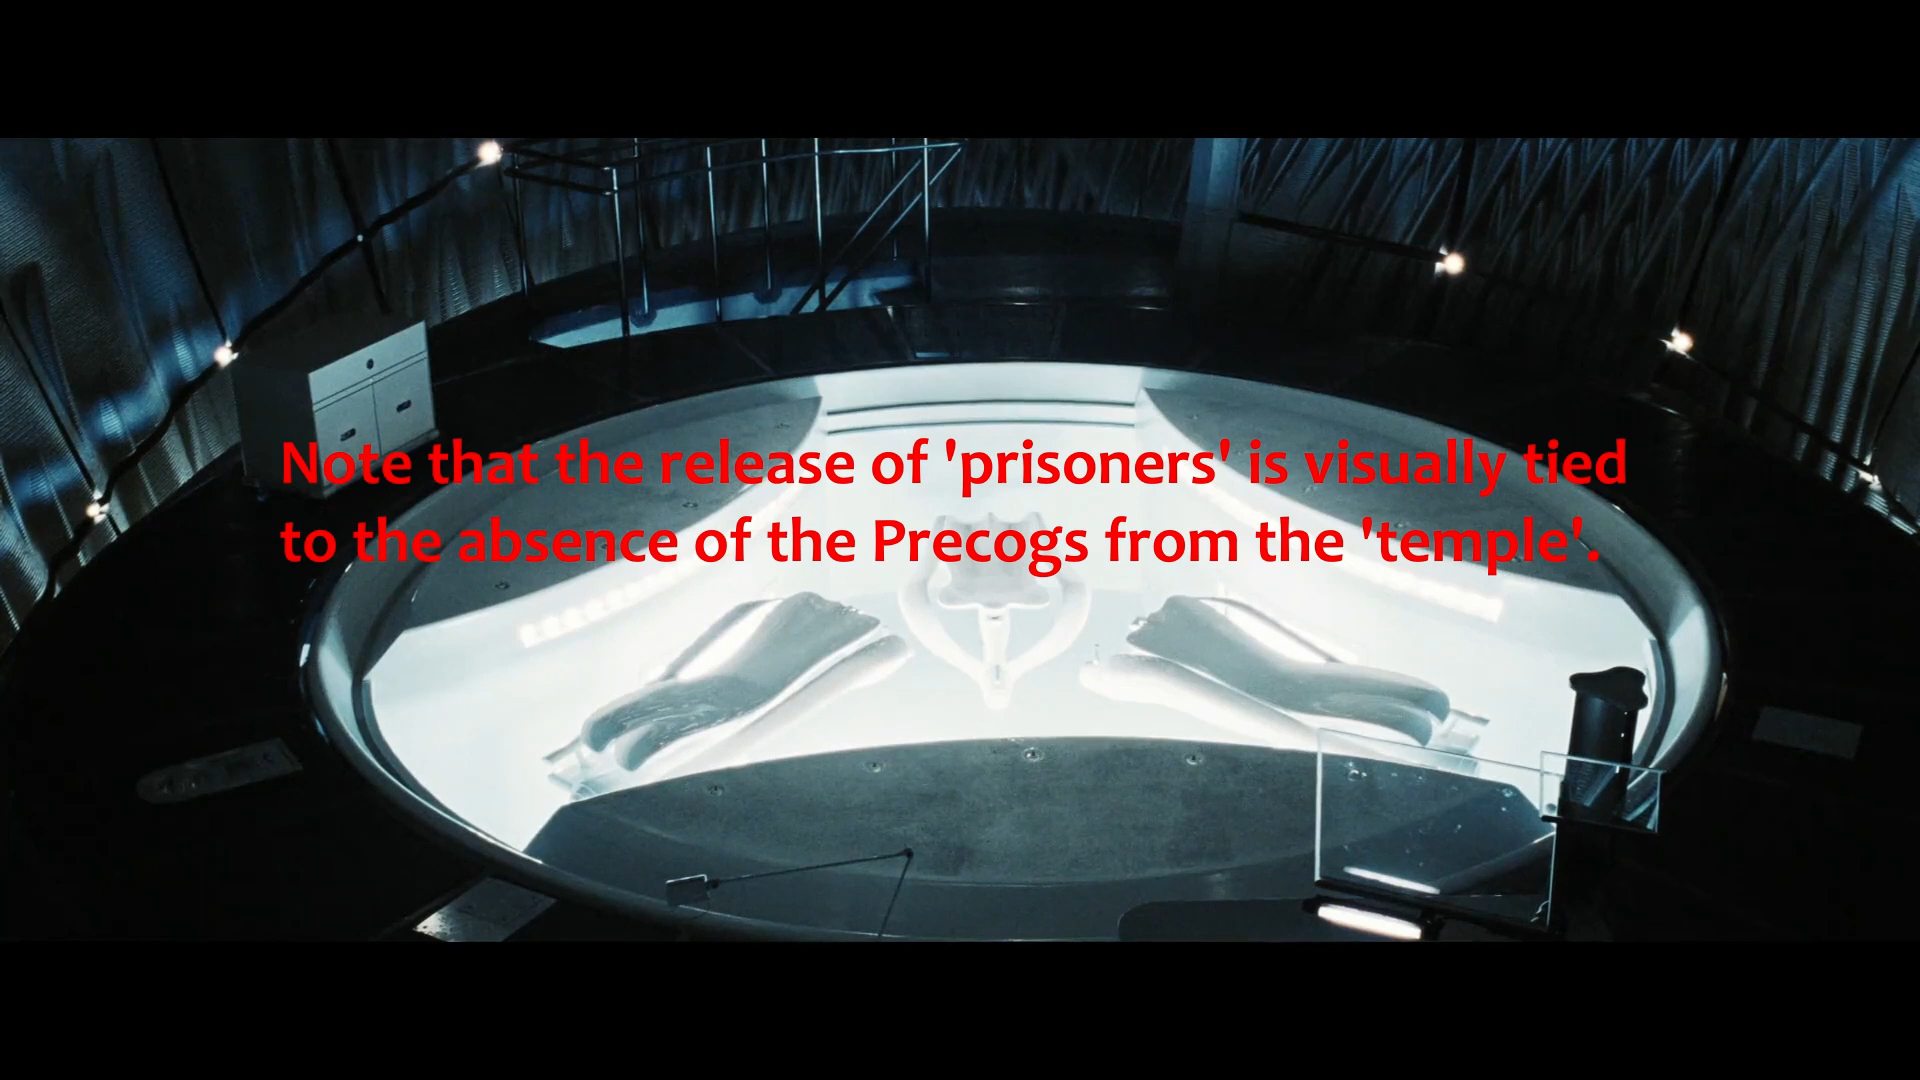 Note that the release of 'prisoners' is visually tied
to the absence of the Precogs from the 'temple'.